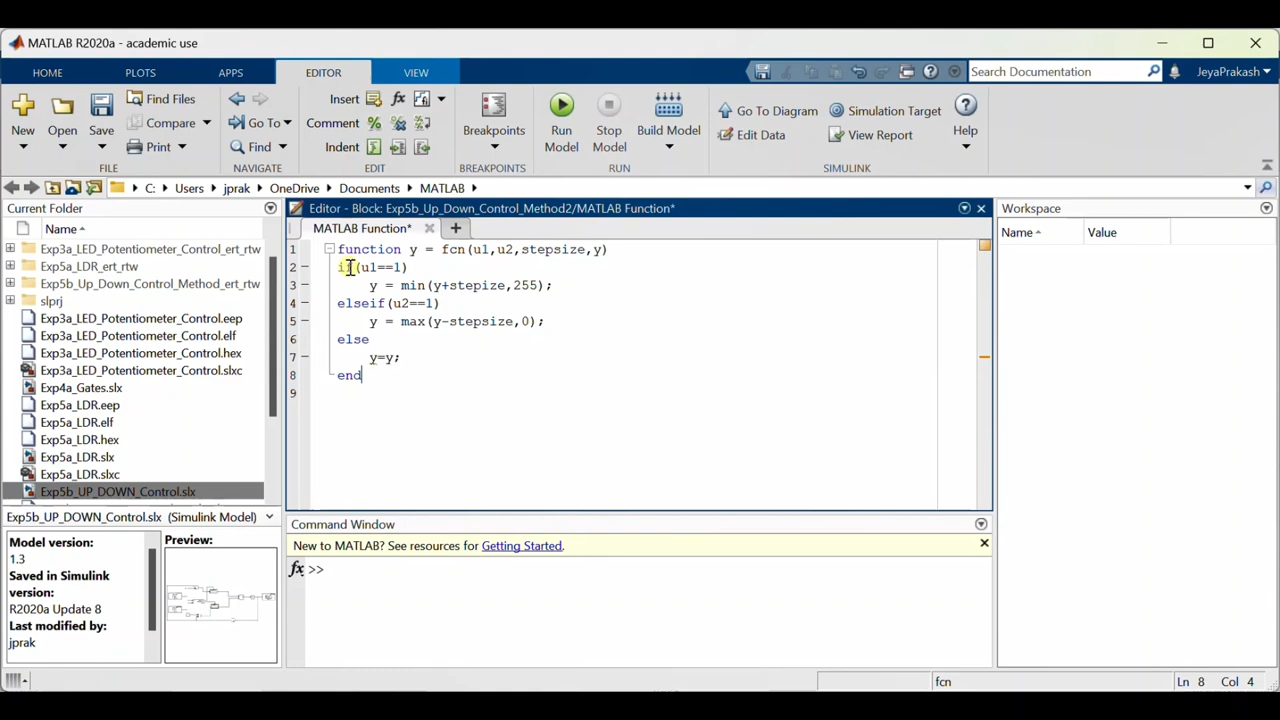 MATLAB R2020a - academic use
HOME PLOTS APPS EDITOR VIEW Search Documentation JeyaPrakash
New Open Save Find Files Compare Print Go To Find Insert fx Comment Indent Breakpoints Run Model Stop Model Build Model Go To Diagram Edit Data Simulation Target View Report Help
FILE NAVIGATE EDIT BREAKPOINTS RUN SIMULINK
C: Users jprak OneDrive Documents MATLAB
Current Folder
Name
Exp3a_LED_Potentiometer_Control_ert_rtw
Exp5a_LDR_ert_rtw
Exp5b_Up_Down_Control_Method_ert_rtw
slprj
Exp3a_LED_Potentiometer_Control.eep
Exp3a_LED_Potentiometer_Control.elf
Exp3a_LED_Potentiometer_Control.hex
Exp3a_LED_Potentiometer_Control.slxc
Exp4a_Gates.slx
Exp5a_LDR.eep
Exp5a_LDR.elf
Exp5a_LDR.hex
Exp5a_LDR.slx
Exp5a_LDR.slxc
Exp5b_UP_DOWN_Control.slx
Exp5b_UP_DOWN_Control.slx (Simulink Model)
Model version:
1.3
Saved in Simulink
version:
R2020a Update 8
Last modified by:
jprak
Preview:
Editor - Block: Exp5b_Up_Down_Control_Method2/MATLAB Function*
MATLAB Function*
1 function y = fcn(u1,u2,stepsize,y)
2 if(u1==1)
3 y = min(y+stepize,255);
4 elseif(u2==1)
5 y = max(y-stepsize,0);
6 else
7 y=y;
8 end
9
Command Window
New to MATLAB? See resources for Getting Started.
fx >>
Workspace
Name Value
fcn Ln 8 Col 4